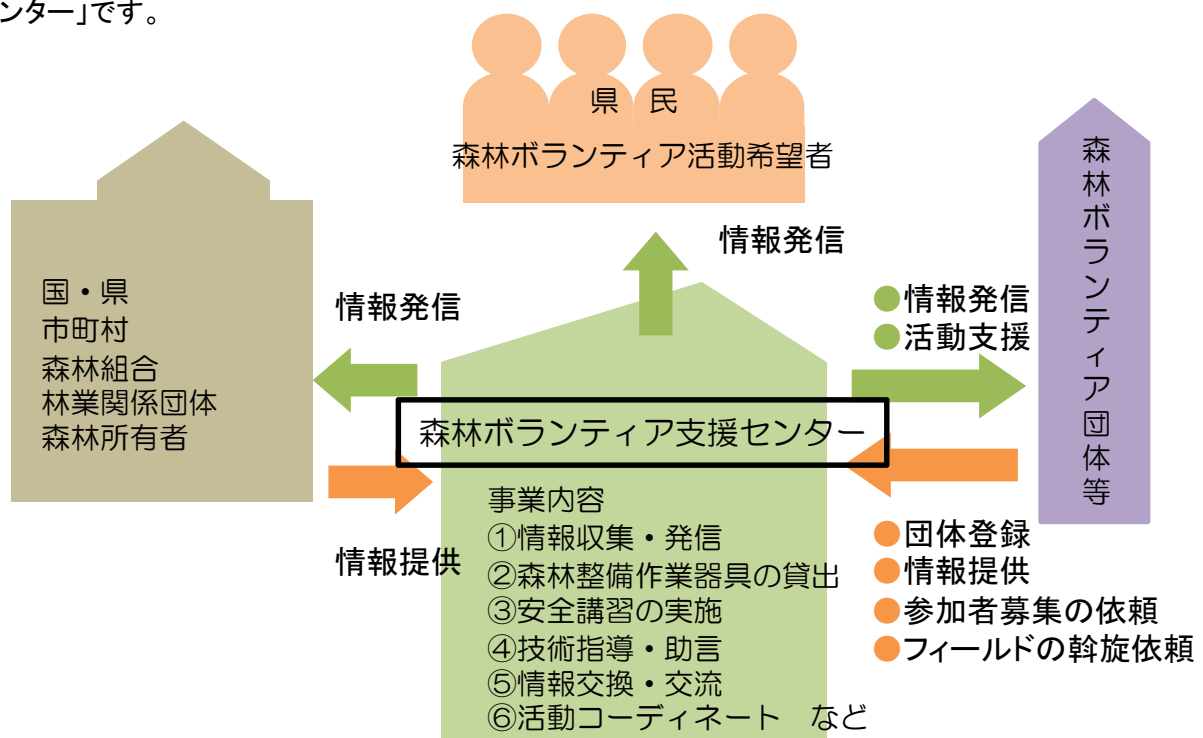 ンター」です。
県　民
森林ボランティア活動希望者
情報発信
国・県
市町村
森林組合
林業関係団体
森林所有者
情報発信
情報提供
●情報発信
●活動支援
森林ボランティア団体等
森林ボランティア支援センター
事業内容
①情報収集・発信
②森林整備作業器具の貸出
③安全講習の実施
④技術指導・助言
⑤情報交換・交流
⑥活動コーディネート　など
●団体登録
●情報提供
●参加者募集の依頼
●フィールドの斡旋依頼